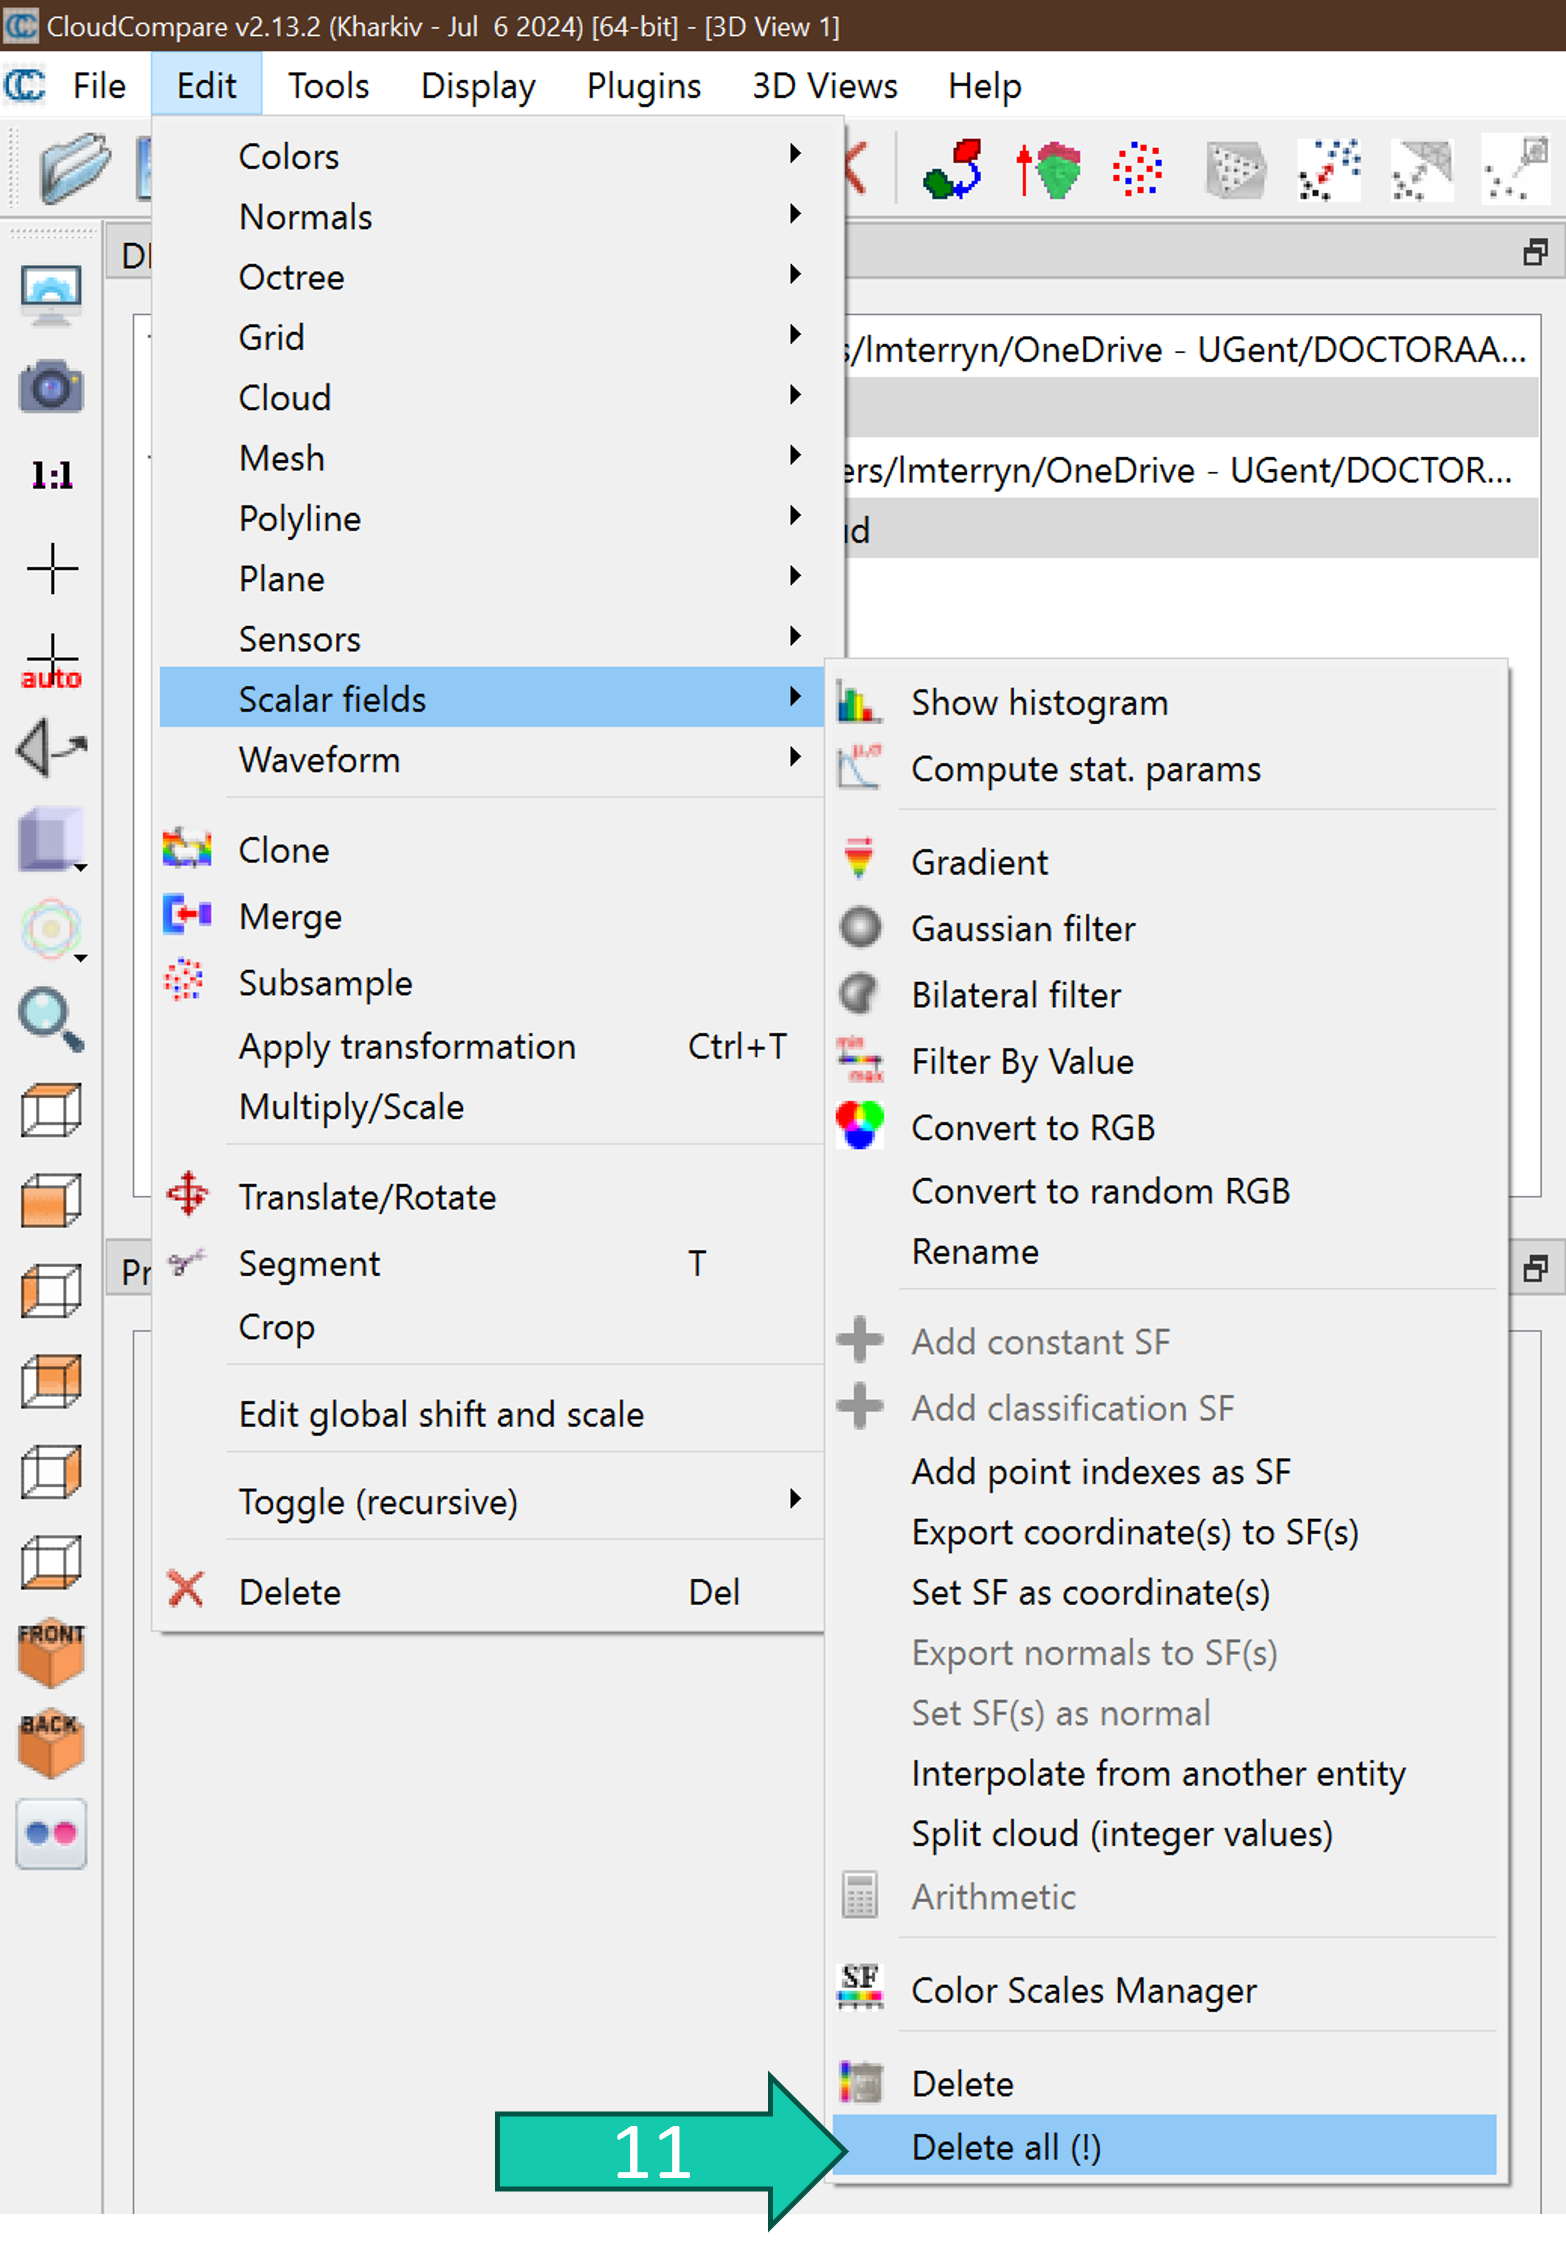 CloudCompare v2.13.2 (Kharkiv - Jul 6 2024) [64-bit] - [3D View 1]
File Edit Tools Display Plugins 3D Views Help
Colors
Normals
Octree
Grid
Cloud
Mesh
Polyline
Plane
Sensors
Scalar fields
Waveform
Clone
Merge
Subsample
Apply transformation Ctrl+T
Multiply/Scale
Translate/Rotate
Segment T
Crop
Edit global shift and scale
Toggle (recursive)
Delete Del
s/lmterryn/OneDrive - UGent/DOCTORAA...
ers/lmterryn/OneDrive - UGent/DOCTOR...
ud
Show histogram
μ,σ
Compute stat. params
Gradient
Gaussian filter
Bilateral filter
min
max
Filter By Value
Convert to RGB
Convert to random RGB
Rename
Add constant SF
Add classification SF
Add point indexes as SF
Export coordinate(s) to SF(s)
Set SF as coordinate(s)
Export normals to SF(s)
Set SF(s) as normal
Interpolate from another entity
Split cloud (integer values)
Arithmetic
SF
Color Scales Manager
Delete
Delete all (!)
11
1:1
auto
FRONT
BACK
Pr